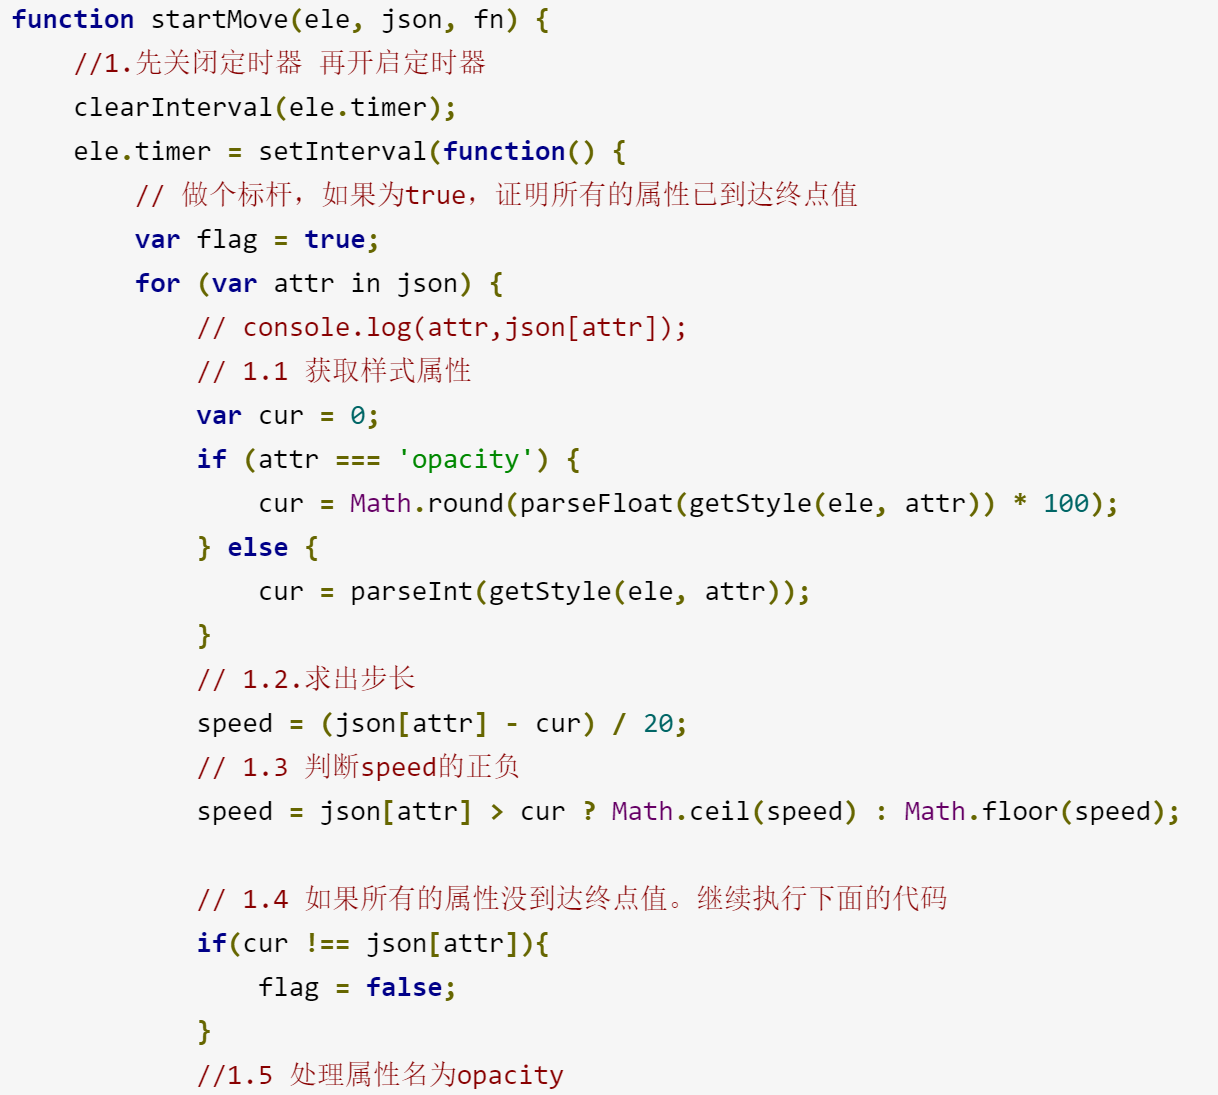 function startMove(ele, json, fn) {
    //1.先关闭定时器 再开启定时器
    clearInterval(ele.timer);
    ele.timer = setInterval(function() {
        // 做个标杆，如果为true，证明所有的属性已到达终点值
        var flag = true;
        for (var attr in json) {
            // console.log(attr,json[attr]);
            // 1.1 获取样式属性
            var cur = 0;
            if (attr === 'opacity') {
                cur = Math.round(parseFloat(getStyle(ele, attr)) * 100);
            } else {
                cur = parseInt(getStyle(ele, attr));
            }
            // 1.2.求出步长
            speed = (json[attr] - cur) / 20;
            // 1.3 判断speed的正负
            speed = json[attr] > cur ? Math.ceil(speed) : Math.floor(speed);

            // 1.4 如果所有的属性没到达终点值。继续执行下面的代码
            if(cur !== json[attr]){
                flag = false;
            }
            //1.5 处理属性名为opacity